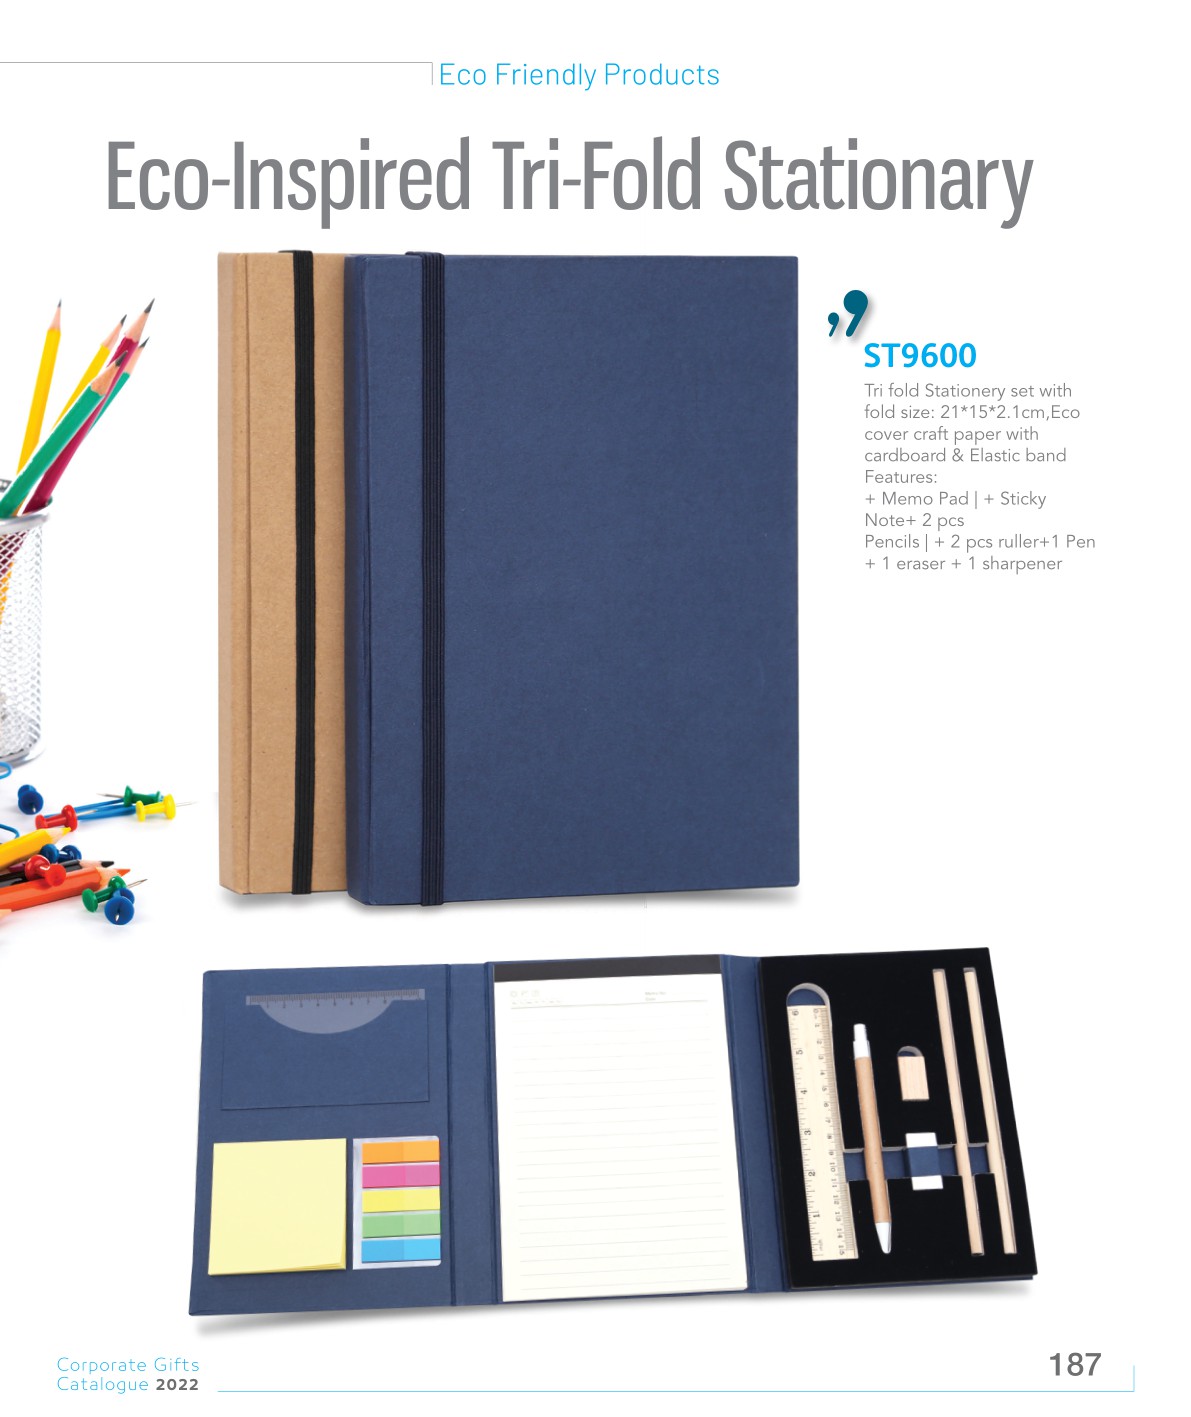 Eco Friendly Products
Eco-Inspired Tri-Fold Stationary
ST9600
Tri fold Stationery set with
fold size: 21*15*2.1cm,Eco
cover craft paper with
cardboard & Elastic band
Features:
+ Memo Pad | + Sticky
Note+ 2 pcs
Pencils | + 2 pcs ruller+1 Pen
+ 1 eraser + 1 sharpener
Corporate Gifts
Catalogue 2022
187